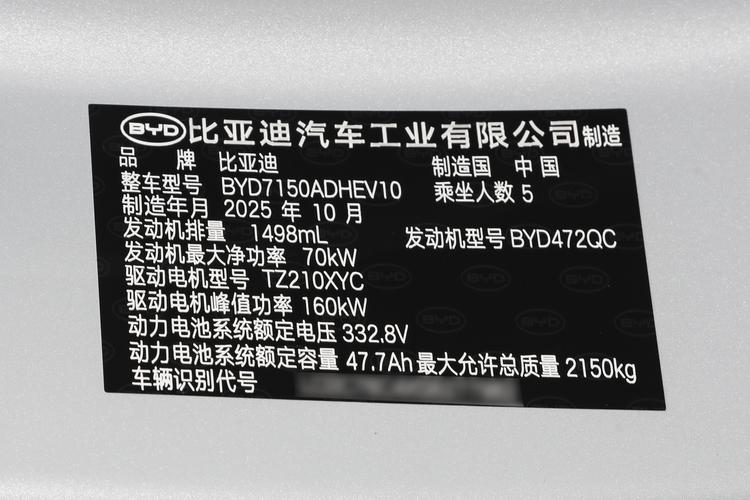 BYD 比亚迪汽车工业有限公司制造
品 牌 比亚迪 制造国 中国
整车型号 BYD7150ADHEV10 乘坐人数 5
制造年月 2025 年 10 月
发动机排量 1498mL 发动机型号 BYD472QC
发动机最大净功率 70kW
驱动电机型号 TZ210XYC
驱动电机峰值功率 160kW
动力电池系统额定电压 332.8V
动力电池系统额定容量 47.7Ah 最大允许总质量 2150kg
车辆识别代号